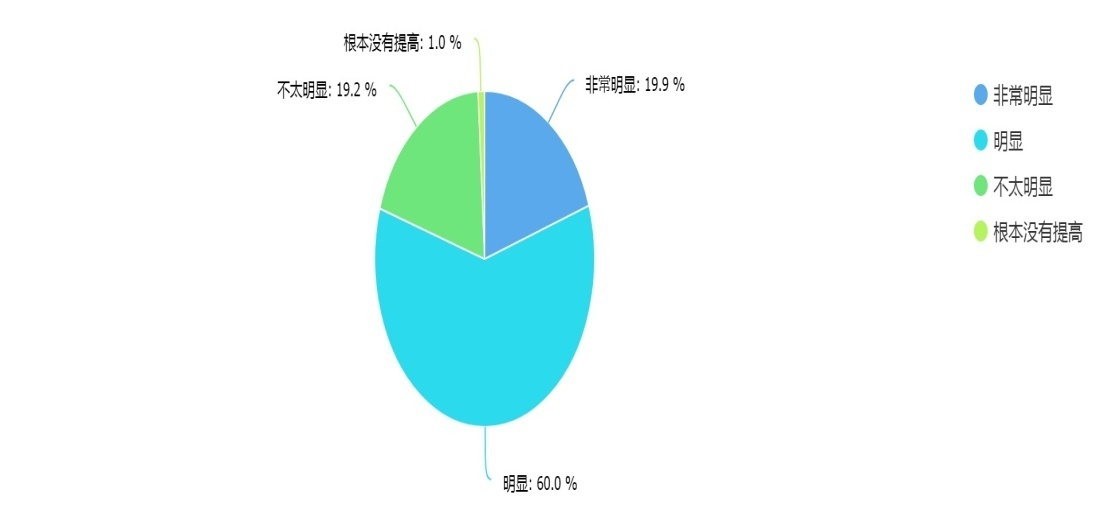 根本没有提高: 1.0 %
不太明显: 19.2 %
非常明显: 19.9 %
明显: 60.0 %
非常明显
明显
不太明显
根本没有提高